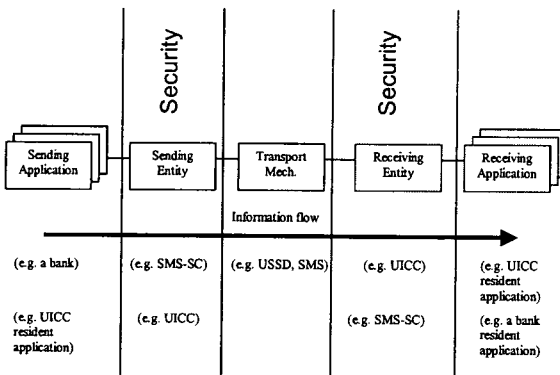 Security
Security
Sending
Application
Sending
Entity
Transport
Mech.
Receiving
Entity
Receiving
Application
Information flow
(e.g. a bank)
(e.g. SMS-SC)
(e.g. USSD, SMS)
(e.g. UICC)
(e.g. UICC
resident
application)
(e.g. UICC
resident
application)
(e.g. UICC)
(e.g. SMS-SC)
(e.g. a bank
resident
application)